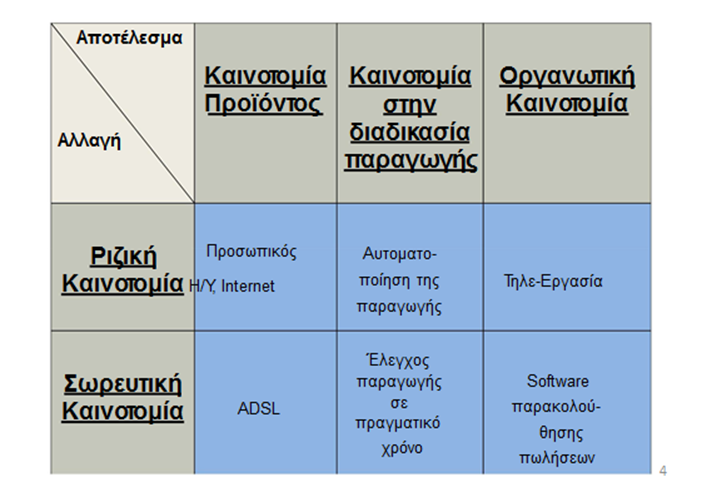 Αποτέλεσμα
Αλλαγή
Καινοτομία
Προϊόντος
Καινοτομία
στην
διαδικασία
παραγωγής
Οργανωτική
Καινοτομία
Ριζική
Καινοτομία
Προσωπικός
Η/Υ, Internet
Αυτοματο-
ποίηση της
παραγωγής
Τηλε-Εργασία
Σωρευτική
Καινοτομία
ADSL
Έλεγχος
παραγωγής
σε
πραγματικό
χρόνο
Software
παρακολού-
θησης
πωλήσεων
4